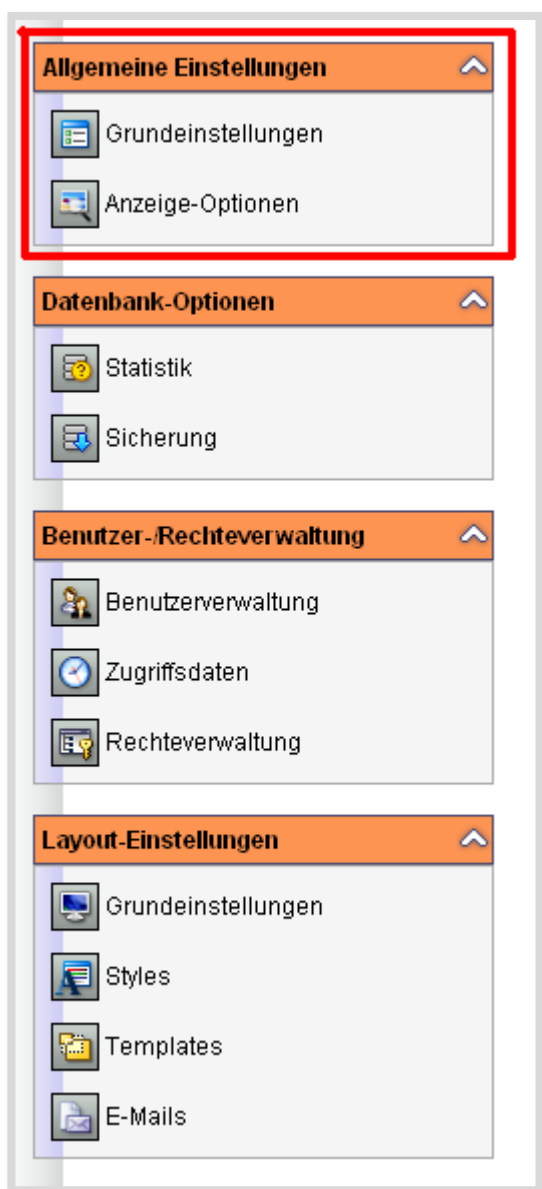 Allgemeine Einstellungen
Grundeinstellungen
Anzeige-Optionen
Datenbank-Optionen
Statistik
Sicherung
Benutzer-/Rechteverwaltung
Benutzerverwaltung
Zugriffsdaten
Rechteverwaltung
Layout-Einstellungen
Grundeinstellungen
Styles
Templates
E-Mails